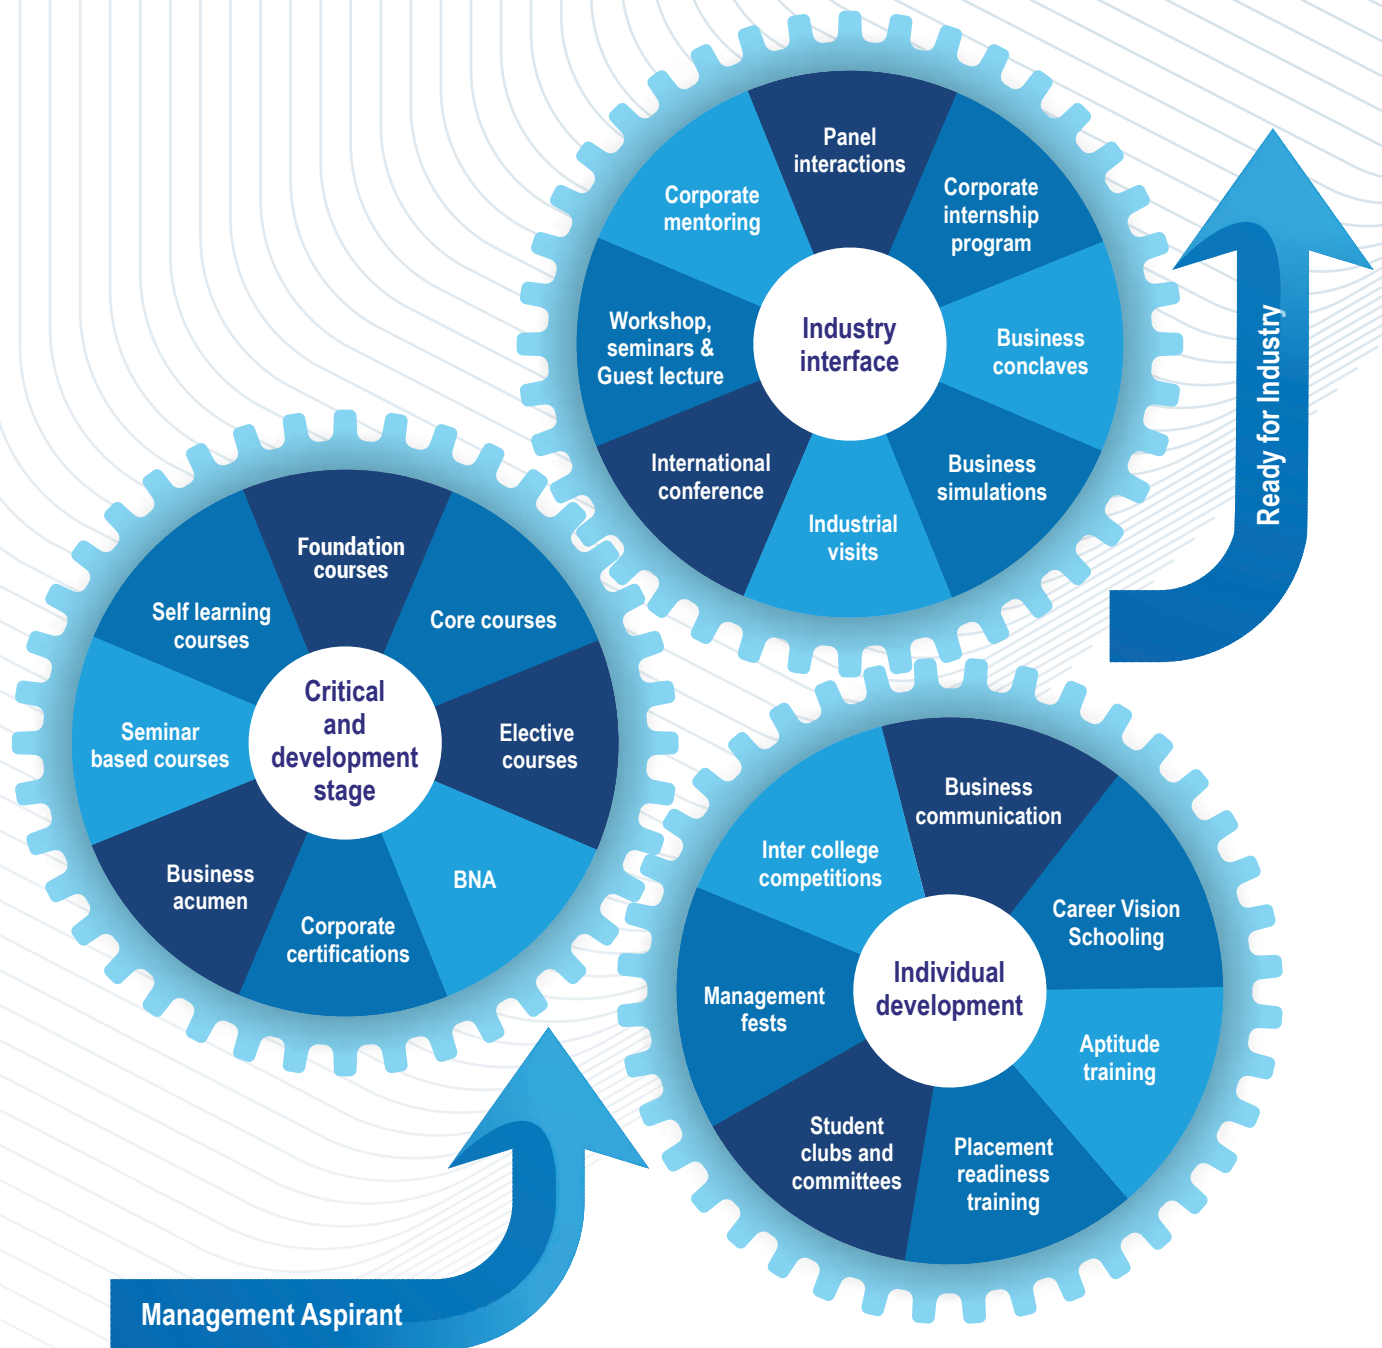 Panel
interactions
Corporate
internship
program
Business
conclaves
Business
simulations
Industrial
visits
International
conference
Workshop,
seminars &
Guest lecture
Corporate
mentoring
Industry
interface
Ready for Industry
Foundation
courses
Core courses
Elective
courses
BNA
Corporate
certifications
Business
acumen
Seminar
based courses
Self learning
courses
Critical
and
development
stage
Business
communication
Career Vision
Schooling
Aptitude
training
Placement
readiness
training
Student
clubs and
committees
Management
fests
Inter college
competitions
Individual
development
Management Aspirant